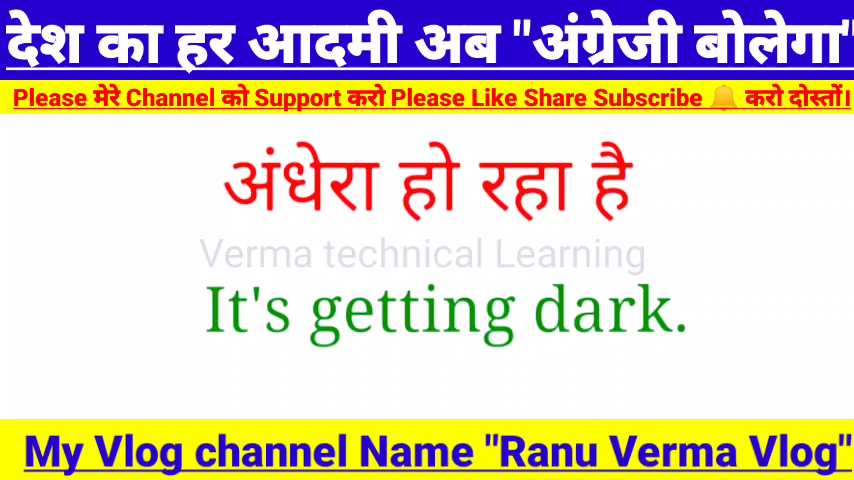 देश का हर आदमी अब "अंग्रेजी बोलेगा"
Please मेरे Channel को Support करो Please Like Share Subscribe 🔔 करो दोस्तों।
अंधेरा हो रहा है
Verma technical Learning
It's getting dark.
My Vlog channel Name "Ranu Verma Vlog"